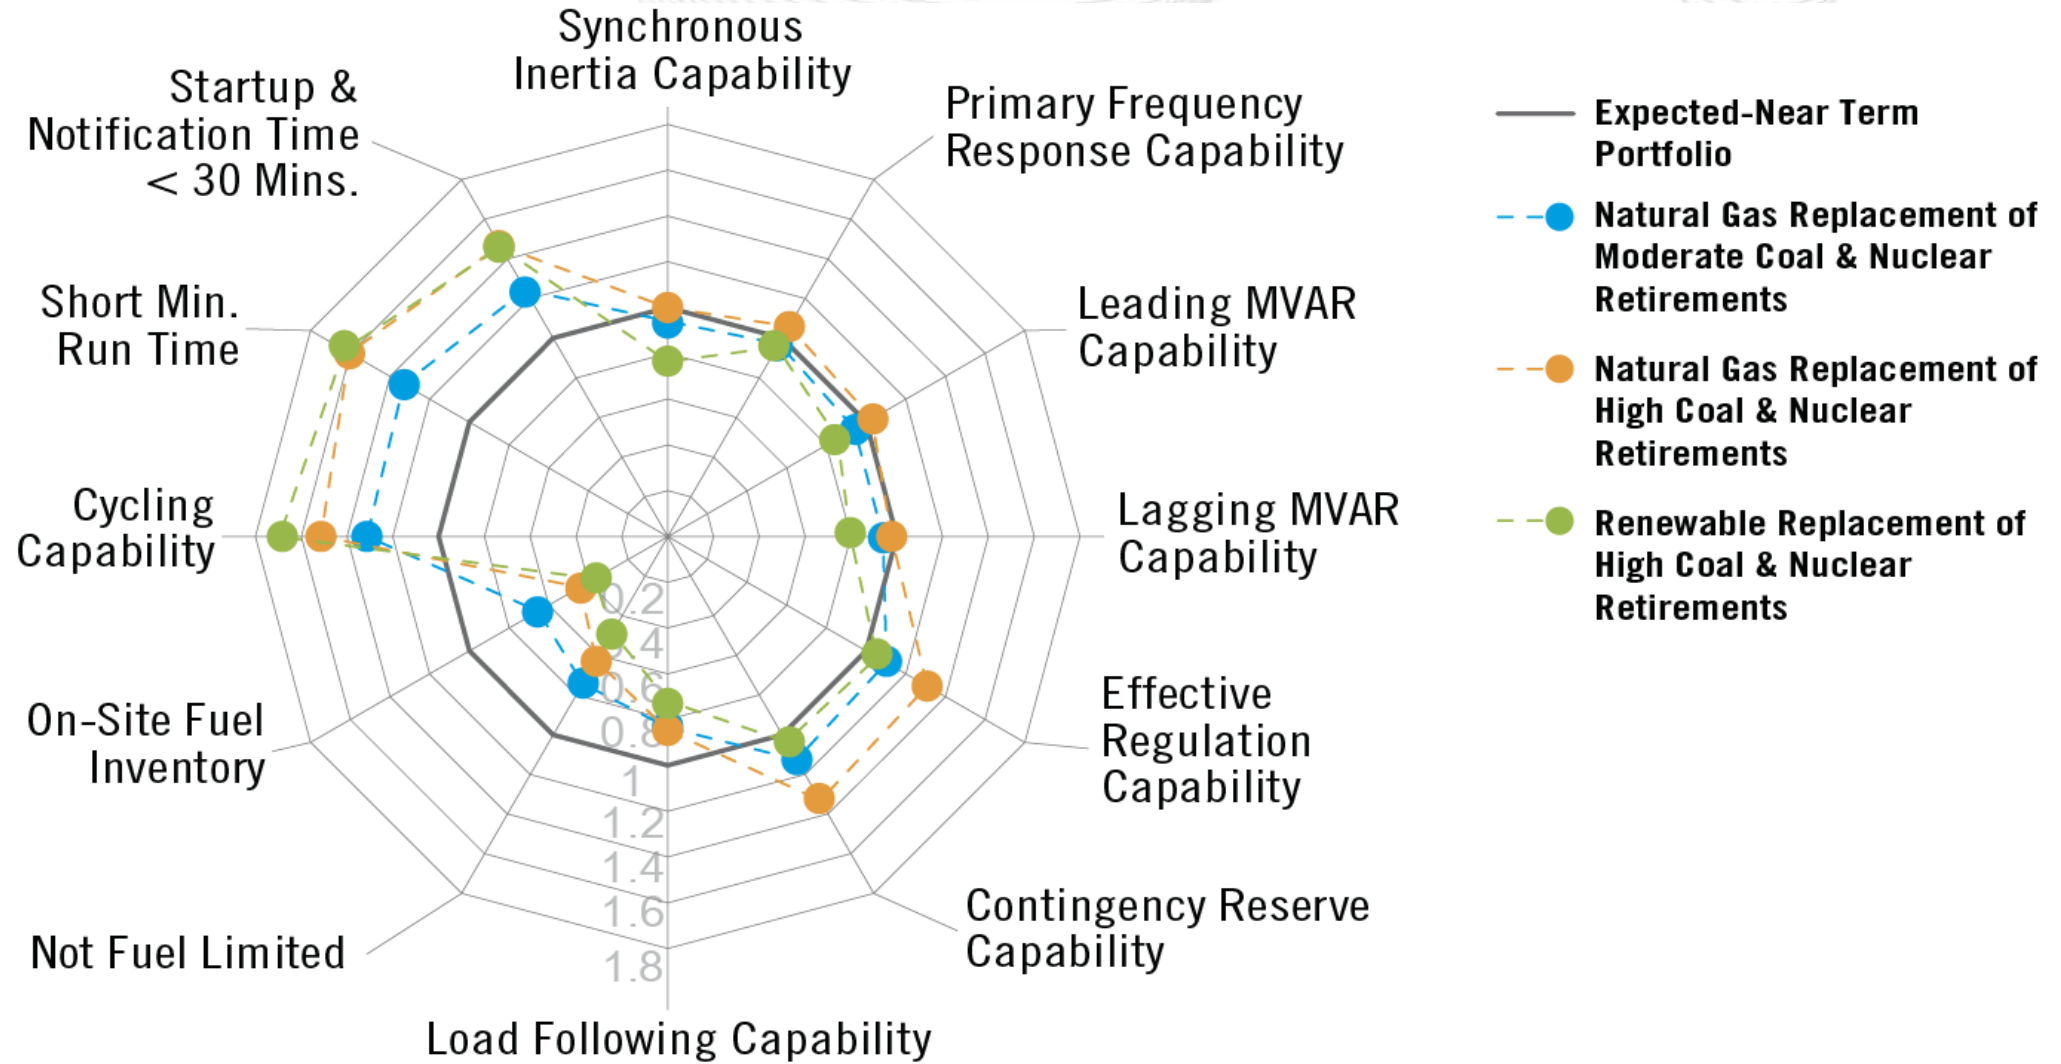 Synchronous
Inertia Capability
Primary Frequency
Response Capability
Leading MVAR
Capability
Lagging MVAR
Capability
Effective
Regulation
Capability
Contingency Reserve
Capability
Load Following Capability
Not Fuel Limited
On-Site Fuel
Inventory
Cycling
Capability
Short Min.
Run Time
Startup &
Notification Time
< 30 Mins.
0.2
0.4
0.6
0.8
1
1.2
1.4
1.6
1.8
Expected-Near Term
Portfolio
Natural Gas Replacement of
Moderate Coal & Nuclear
Retirements
Natural Gas Replacement of
High Coal & Nuclear
Retirements
Renewable Replacement of
High Coal & Nuclear
Retirements